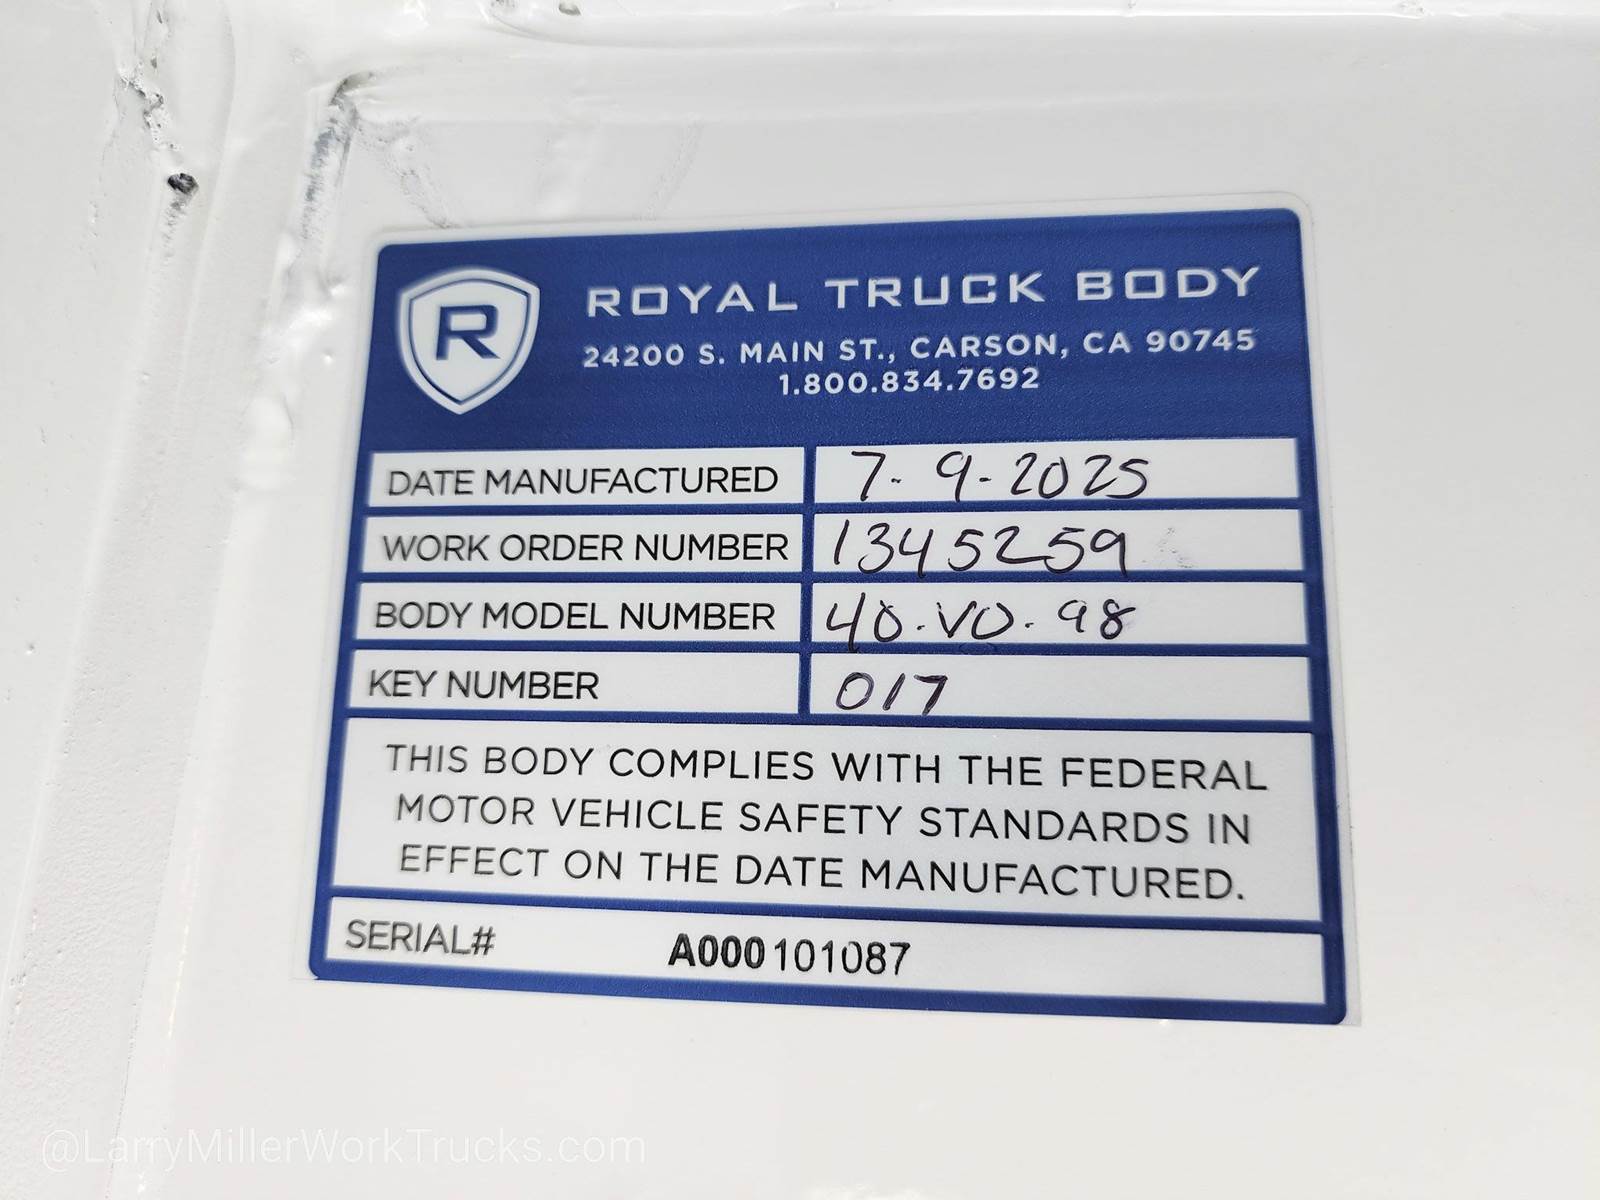 R
ROYAL TRUCK BODY
24200 S. MAIN ST., CARSON, CA 90745
1.800.834.7692
DATE MANUFACTURED 7-9-2025
WORK ORDER NUMBER 1345259
BODY MODEL NUMBER 40-VO-98
KEY NUMBER 017
THIS BODY COMPLIES WITH THE FEDERAL
MOTOR VEHICLE SAFETY STANDARDS IN
EFFECT ON THE DATE MANUFACTURED.
SERIAL# A000101087
@LarryMillerWorkTrucks.com